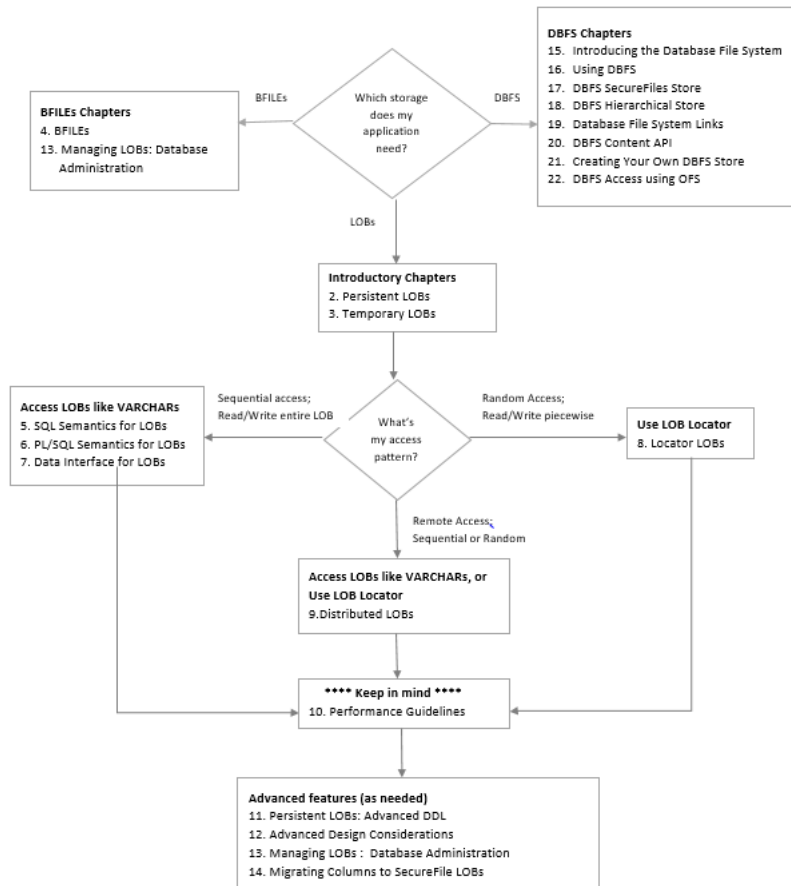 DBFS Chapters
15. Introducing the Database File System
16. Using DBFS
17. DBFS SecureFiles Store
18. DBFS Hierarchical Store
19. Database File System Links
20. DBFS Content API
21. Creating Your Own DBFS Store
22. DBFS Access using OFS
BFILEs
Which storage
does my
application
need?
DBFS
BFILEs Chapters
4. BFILEs
13. Managing LOBs: Database
Administration
LOBs
Introductory Chapters
2. Persistent LOBs
3. Temporary LOBs
Access LOBs like VARCHARs
5. SQL Semantics for LOBs
6. PL/SQL Semantics for LOBs
7. Data Interface for LOBs
Sequential access;
Read/Write entire LOB
What's
my access
pattern?
Random Access;
Read/Write piecewise
Use LOB Locator
8. Locator LOBs
Remote Access;
Sequential or Random
Access LOBs like VARCHARs, or
Use LOB Locator
9.Distributed LOBs
**** Keep in mind ****
10. Performance Guidelines
Advanced features (as needed)
11. Persistent LOBs: Advanced DDL
12. Advanced Design Considerations
13. Managing LOBs : Database Administration
14. Migrating Columns to SecureFile LOBs